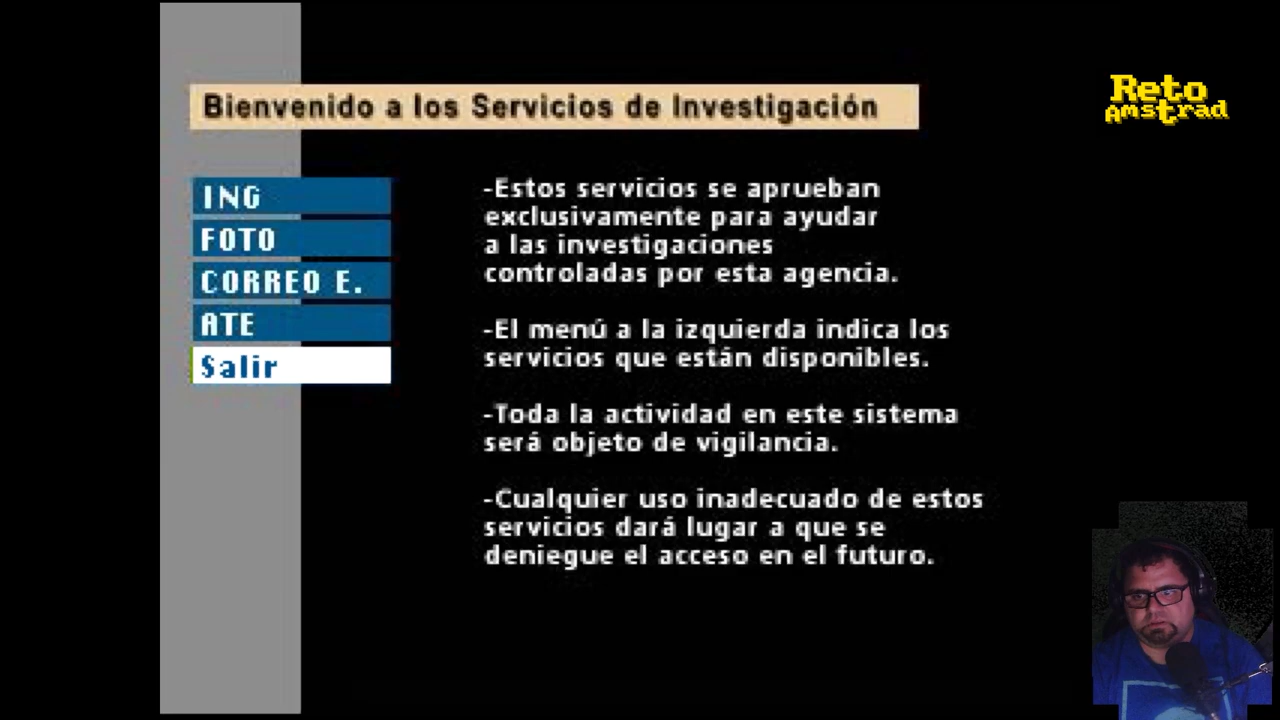 Reto
Amstrad
Bienvenido a los Servicios de Investigación
ING
FOTO
CORREO E.
ATE
Salir
-Estos servicios se aprueban
exclusivamente para ayudar
a las investigaciones
controladas por esta agencia.
-El menú a la izquierda indica los
servicios que están disponibles.
-Toda la actividad en este sistema
será objeto de vigilancia.
-Cualquier uso inadecuado de estos
servicios dará lugar a que se
deniegue el acceso en el futuro.